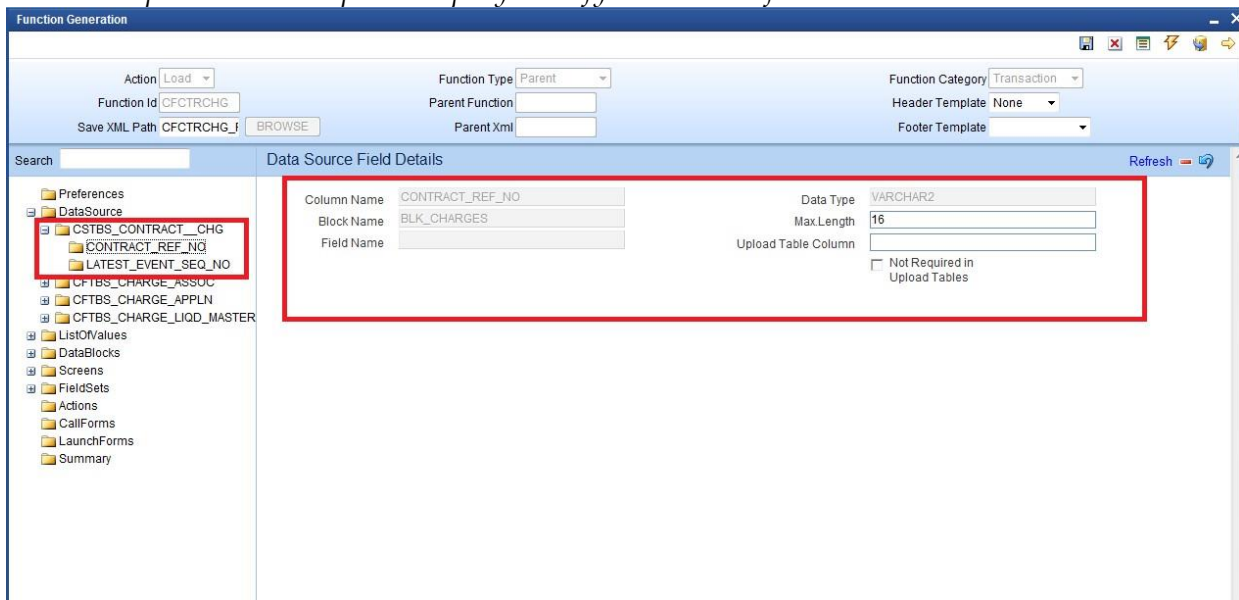 Function Generation
Action Load Function Type Parent Function Category Transaction
Function Id CFCTRCHG Parent Function Header Template None
Save XML Path CFCTRCHG_ BROWSE Parent Xml Footer Template
Search Data Source Field Details Refresh
Preferences
DataSource
CSTBS_CONTRACT__CHG
CONTRACT_REF_NO
LATEST_EVENT_SEQ_NO
CFTBS_CHARGE_ASSOC
CFTBS_CHARGE_APPLN
CFTBS_CHARGE_LIQD_MASTER
ListOfValues
DataBlocks
Screens
FieldSets
Actions
CallForms
LaunchForms
Summary
Column Name CONTRACT_REF_NO Data Type VARCHAR2
Block Name BLK_CHARGES Max.Length 16
Field Name Upload Table Column
Not Required in
Upload Tables